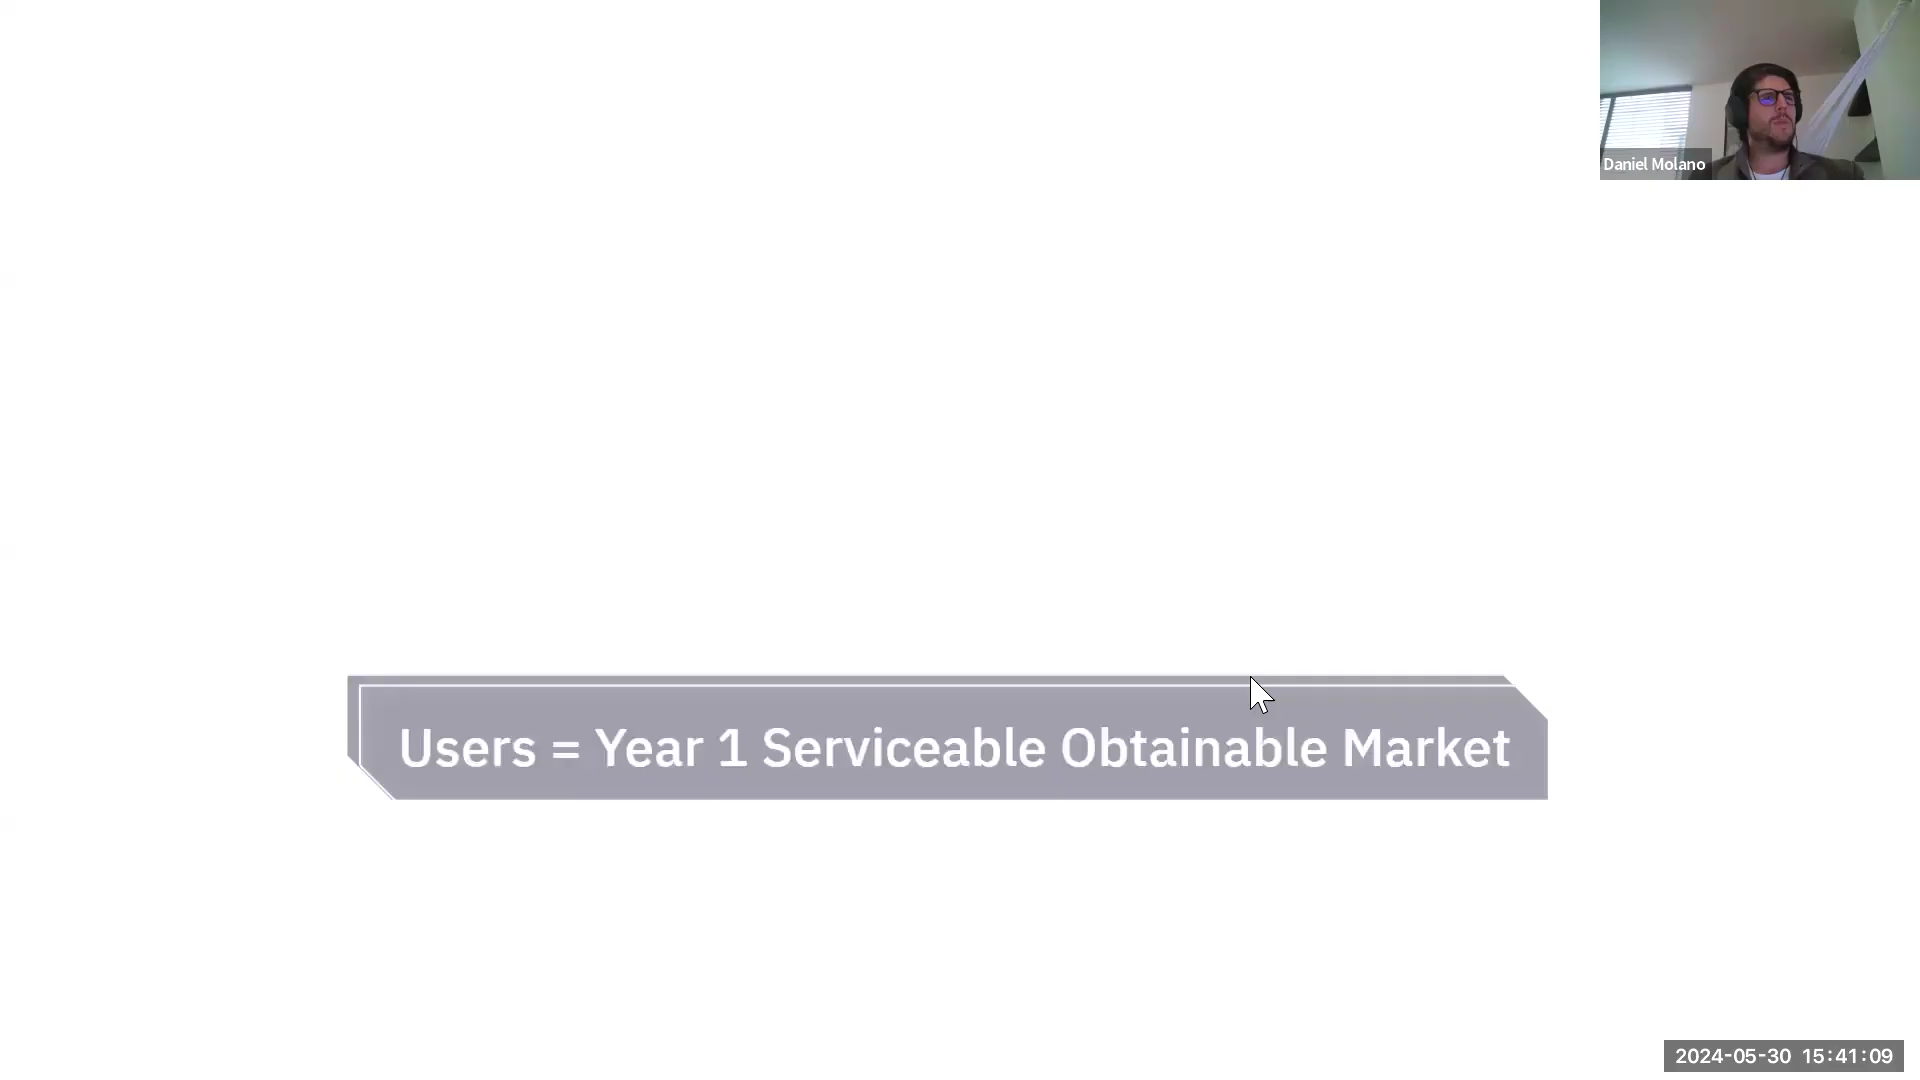 Daniel Molano
Users = Year 1 Serviceable Obtainable Market
2024-05-30 15:41:09